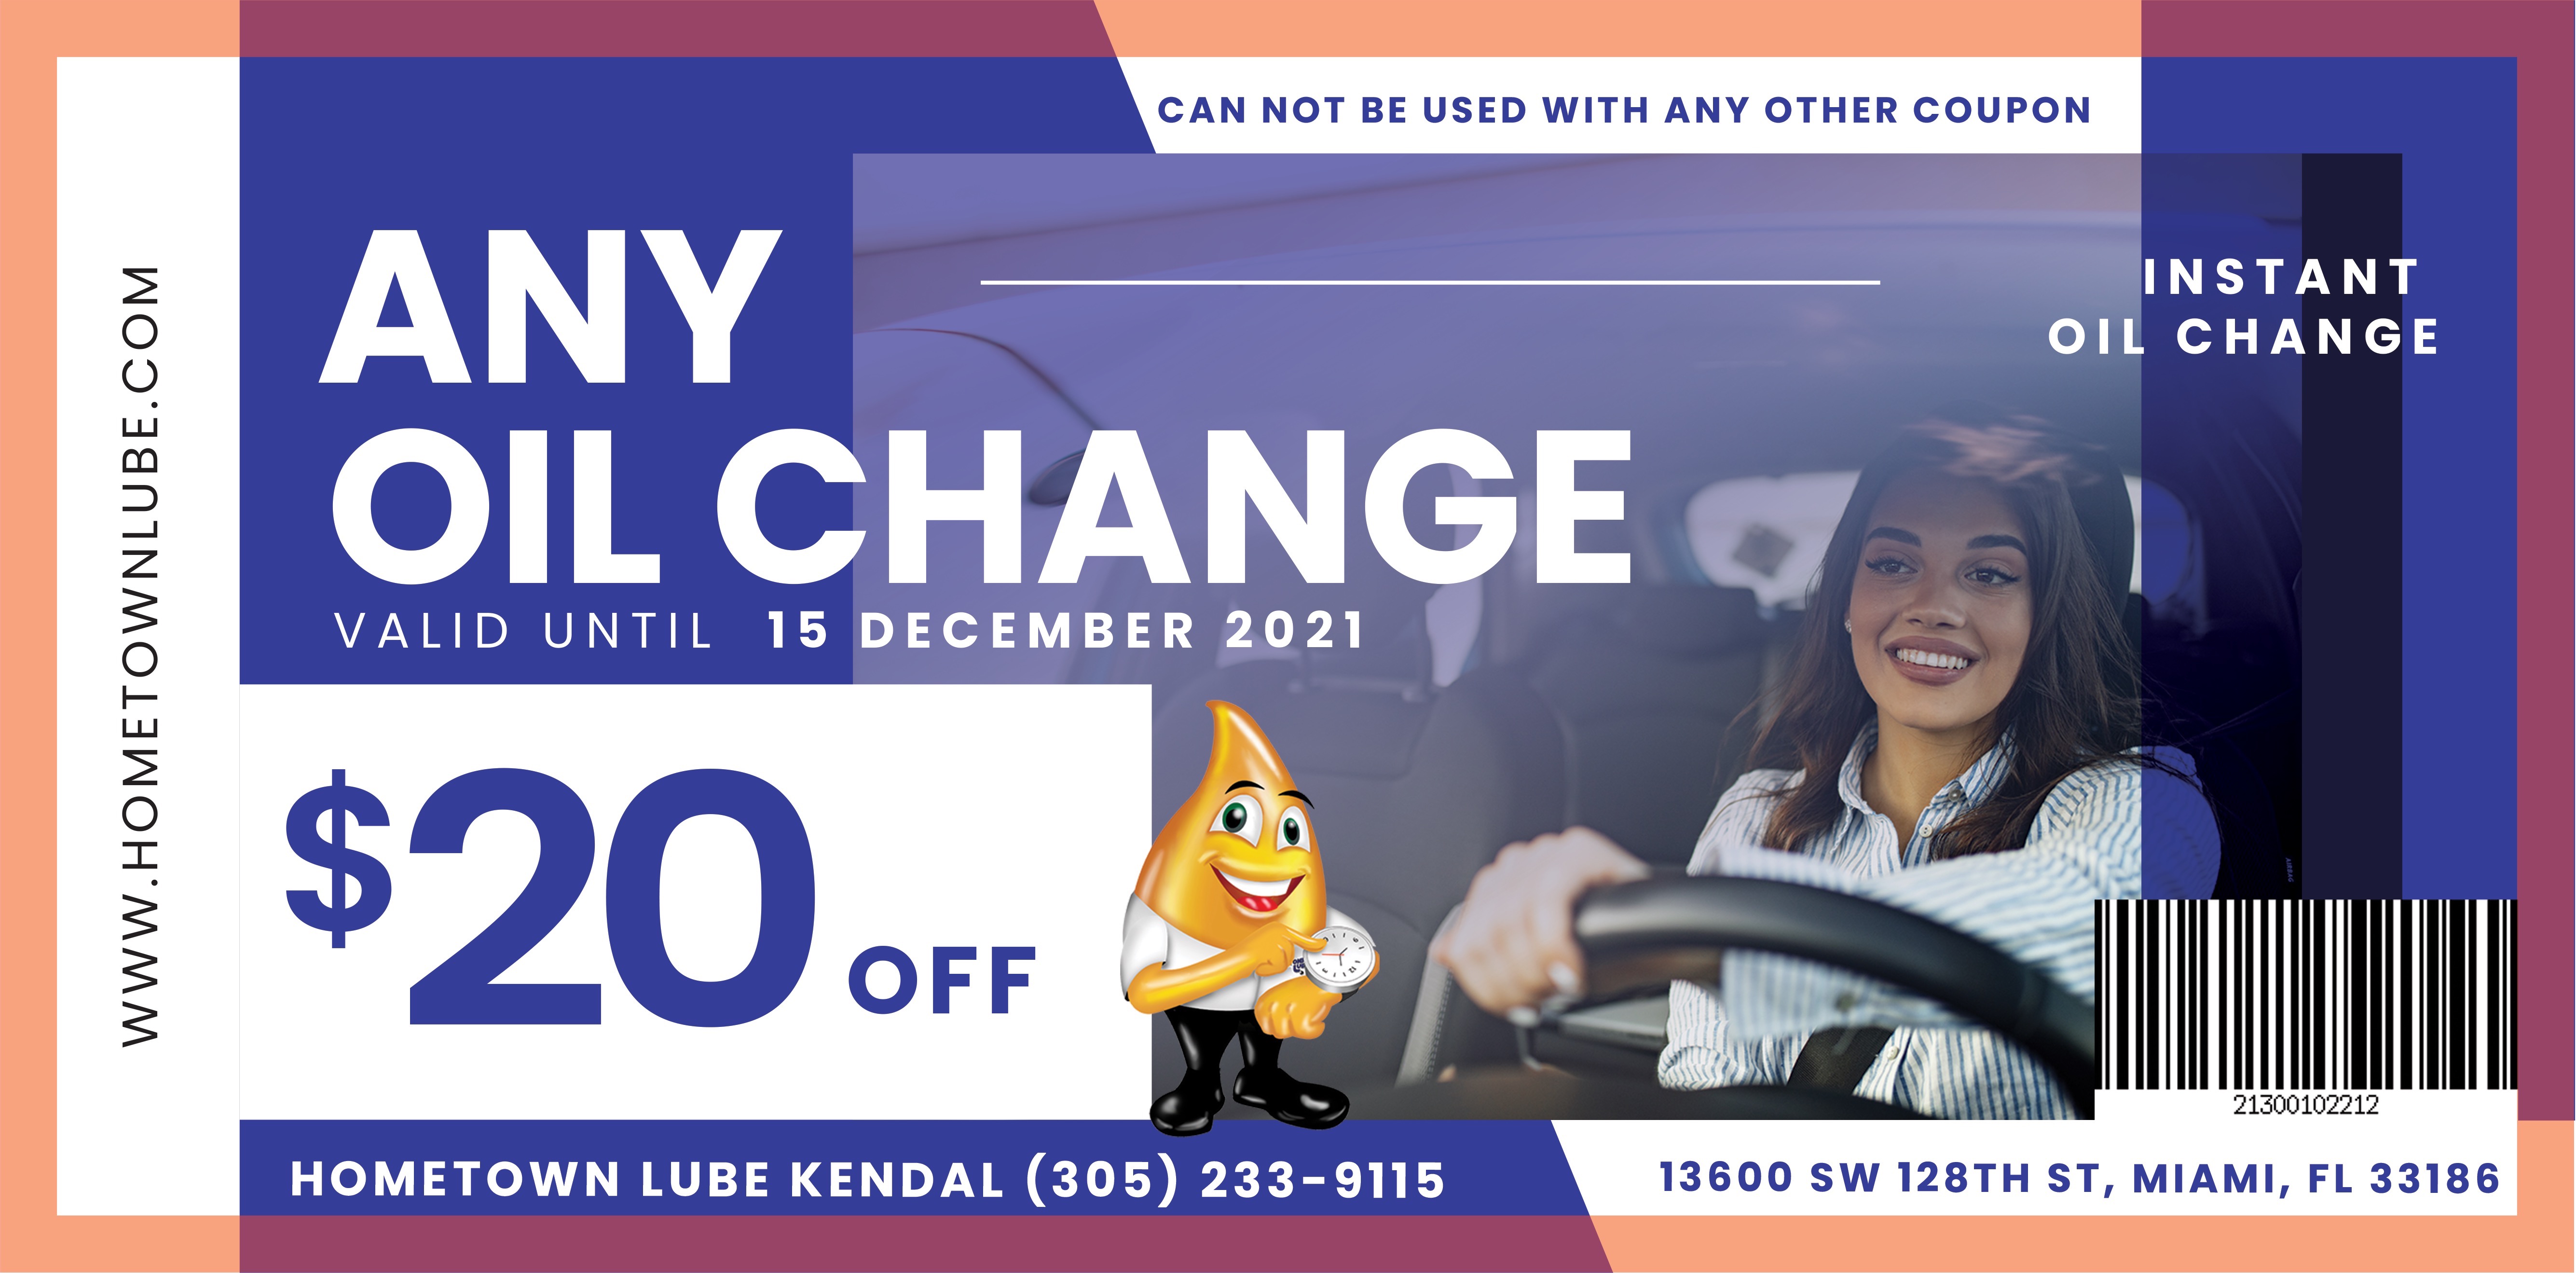 CAN NOT BE USED WITH ANY OTHER COUPON
WWW.HOMETOWNLUBE.COM
INSTANT
OIL CHANGE
ANY
OIL CHANGE
VALID UNTIL 15 DECEMBER 2021
$20 OFF
21300102212
HOMETOWN LUBE KENDAL (305) 233-9115
13600 SW 128TH ST, MIAMI, FL 33186